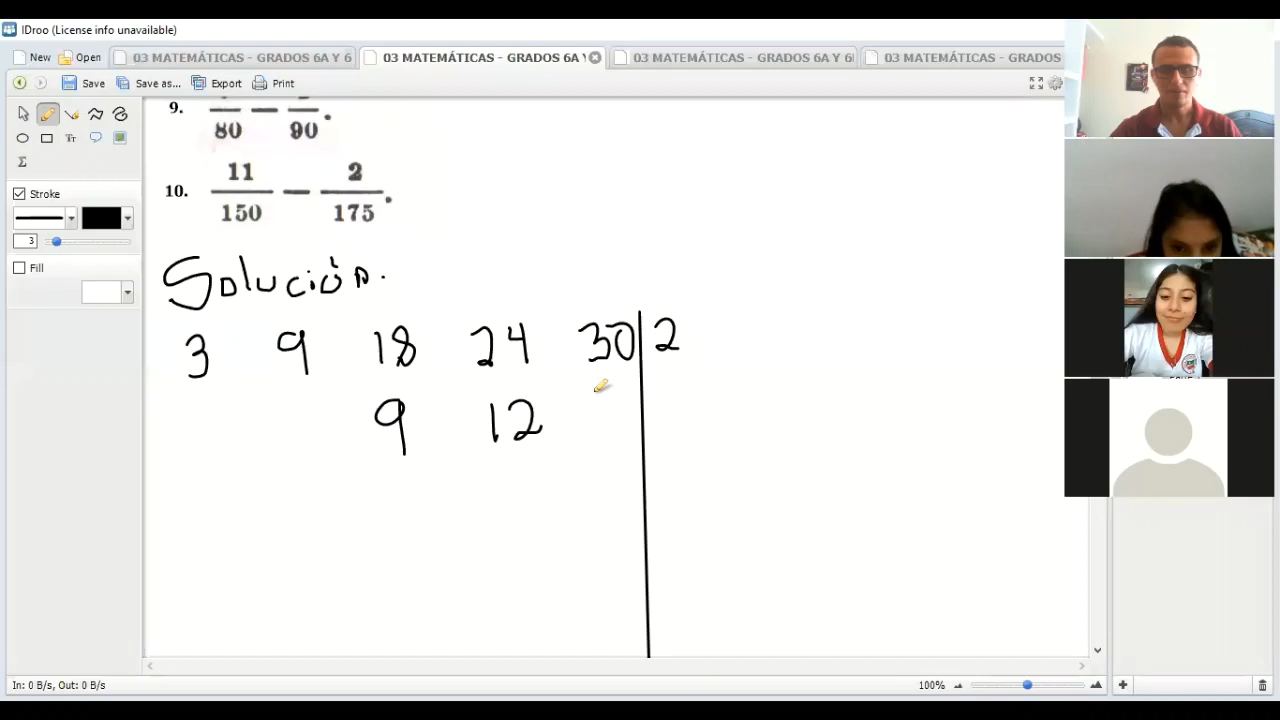 IDroo (License info unavailable)
New Open 03 MATEMÁTICAS - GRADOS 6A Y 6 03 MATEMÁTICAS - GRADOS 6A Y 03 MATEMÁTICAS - GRADOS 6A Y 6 03 MATEMÁTICAS - GRADOS
Save Save as... Export Print
Stroke
3
Fill
9. 80 — 90.
10. 11/150 — 2/175.
Solución.
3 9 18 24 30 | 2
9 12
In: 0 B/s, Out: 0 B/s
100%